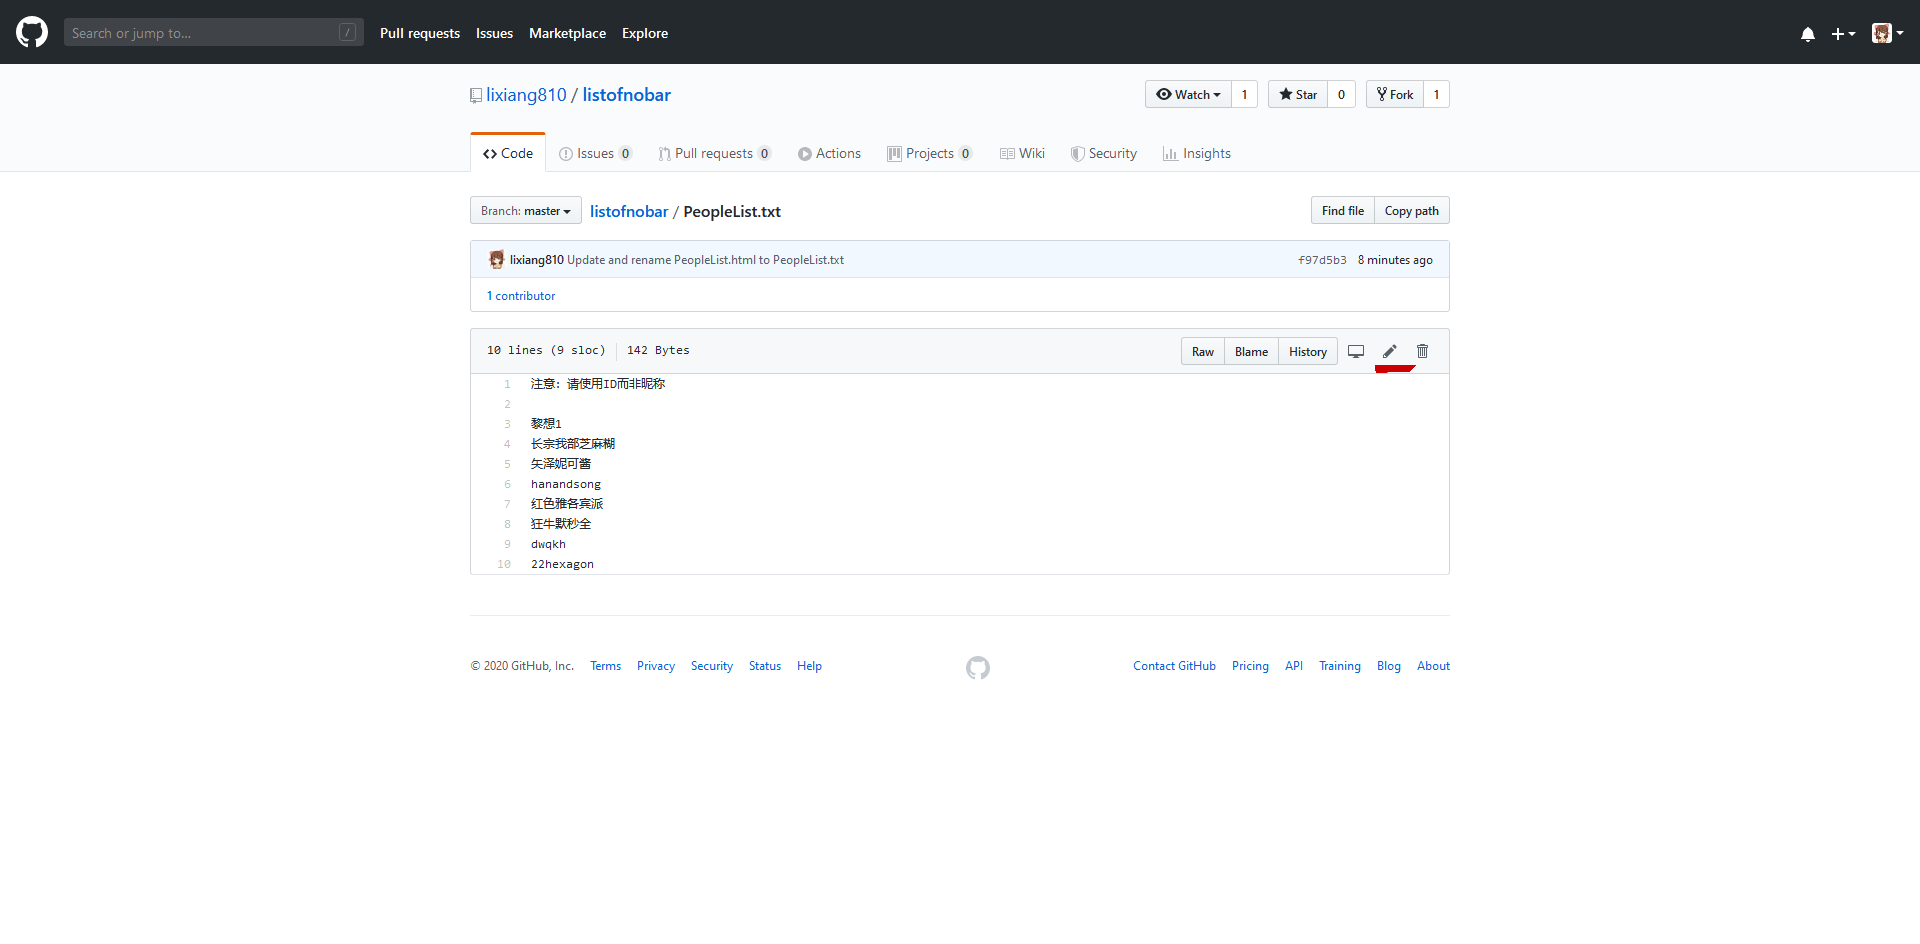 Search or jump to... /
Pull requests Issues Marketplace Explore
lixiang810 / listofnobar
Watch 1 Star 0 Fork 1
Code Issues 0 Pull requests 0 Actions Projects 0 Wiki Security Insights
Branch: master listofnobar / PeopleList.txt
Find file Copy path
lixiang810 Update and rename PeopleList.html to PeopleList.txt
f97d5b3 8 minutes ago
1 contributor
10 lines (9 sloc) 142 Bytes
Raw Blame History
1 注意: 请使用ID而非昵称
2
3 黎想1
4 长宗我部芝麻糊
5 矢泽妮可酱
6 hanandsong
7 红色雅各宾派
8 狂牛默秒全
9 dwqkh
10 22hexagon
© 2020 GitHub, Inc. Terms Privacy Security Status Help
Contact GitHub Pricing API Training Blog About